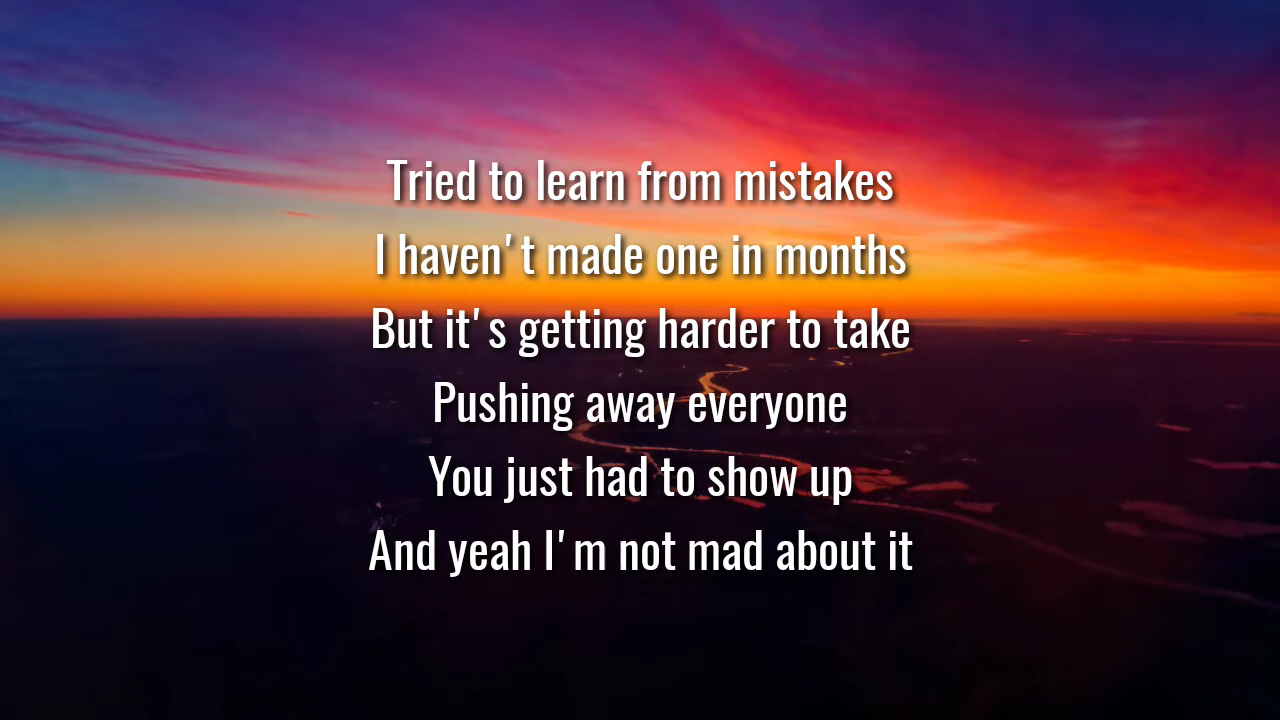 Tried to learn from mistakes
I haven't made one in months
But it's getting harder to take
Pushing away everyone
You just had to show up
And yeah I'm not mad about it